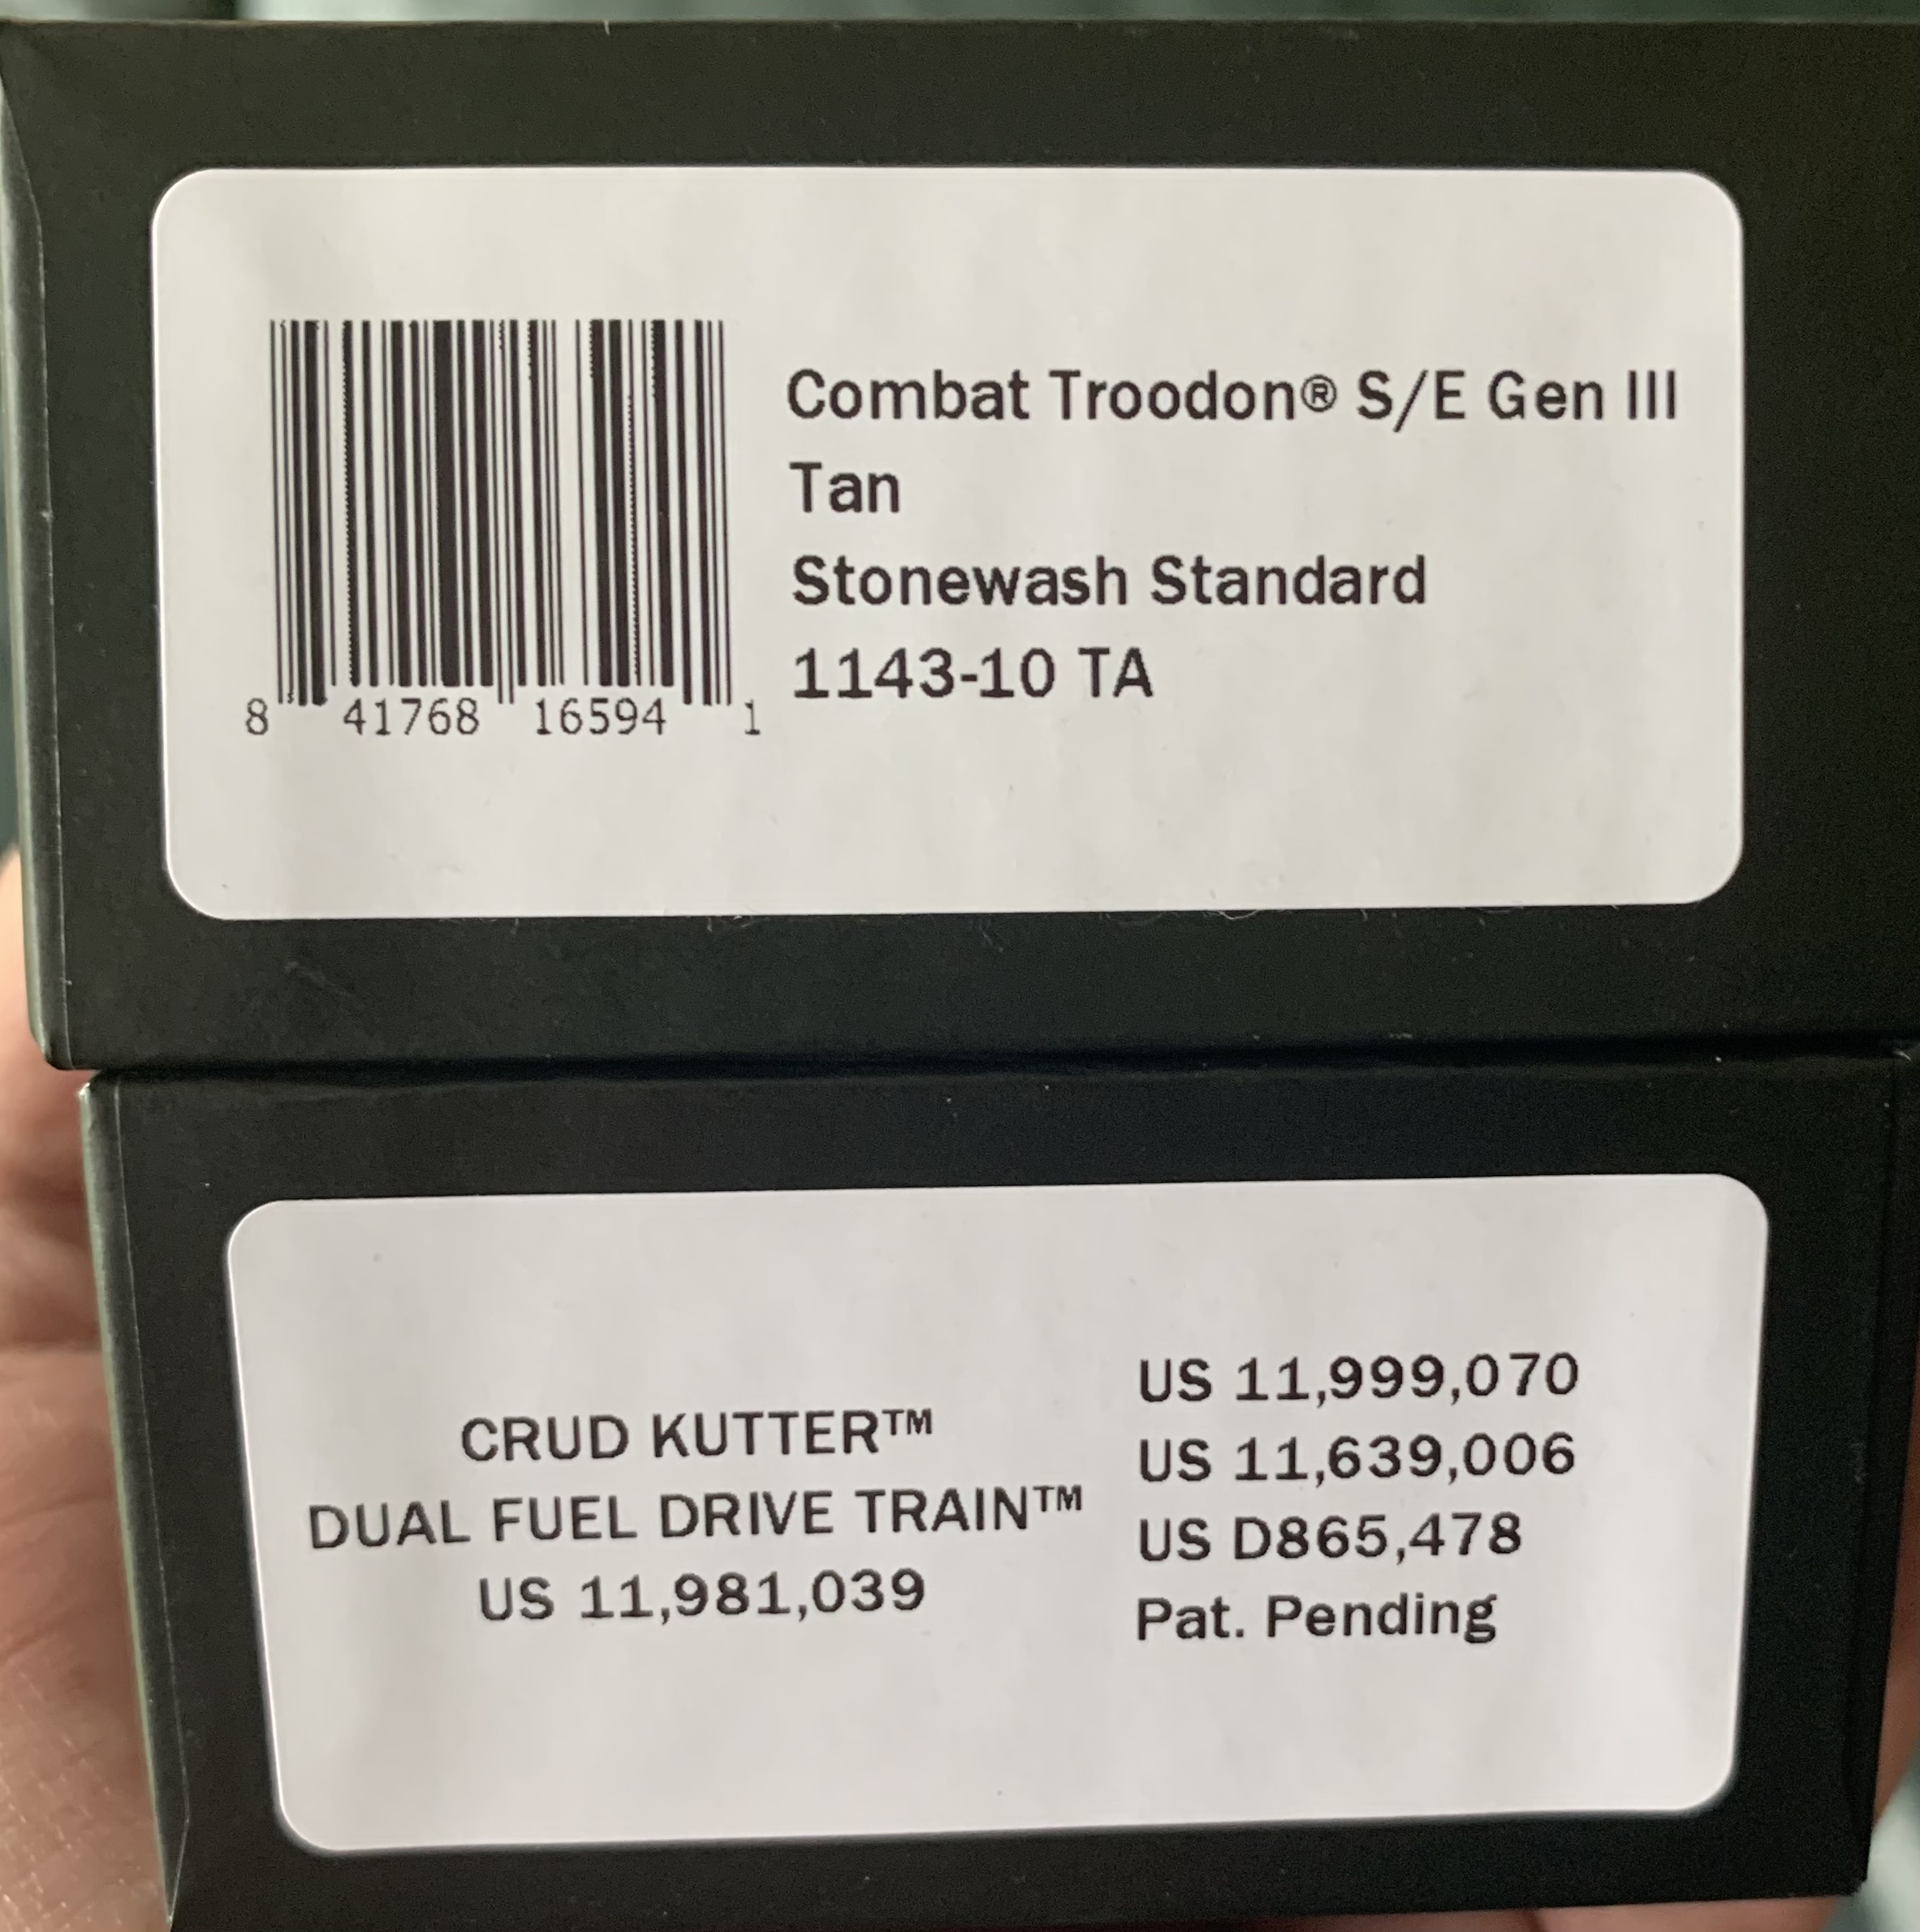 Combat Troodon® S/E Gen III
Tan
Stonewash Standard
1143-10 TA
8 41768 16594 1
CRUD KUTTER™
DUAL FUEL DRIVE TRAIN™
US 11,981,039
US 11,999,070
US 11,639,006
US D865,478
Pat. Pending